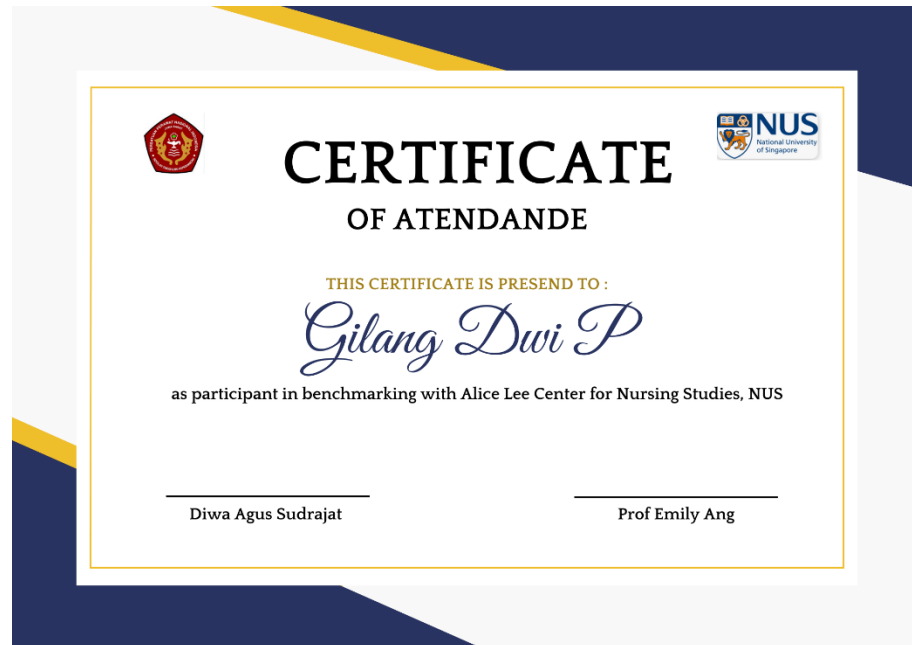 NUS
National University
of Singapore
CERTIFICATE
OF ATENDANDE
THIS CERTIFICATE IS PRESEND TO :
Gilang Dwi P
as participant in benchmarking with Alice Lee Center for Nursing Studies, NUS
Diwa Agus Sudrajat
Prof Emily Ang